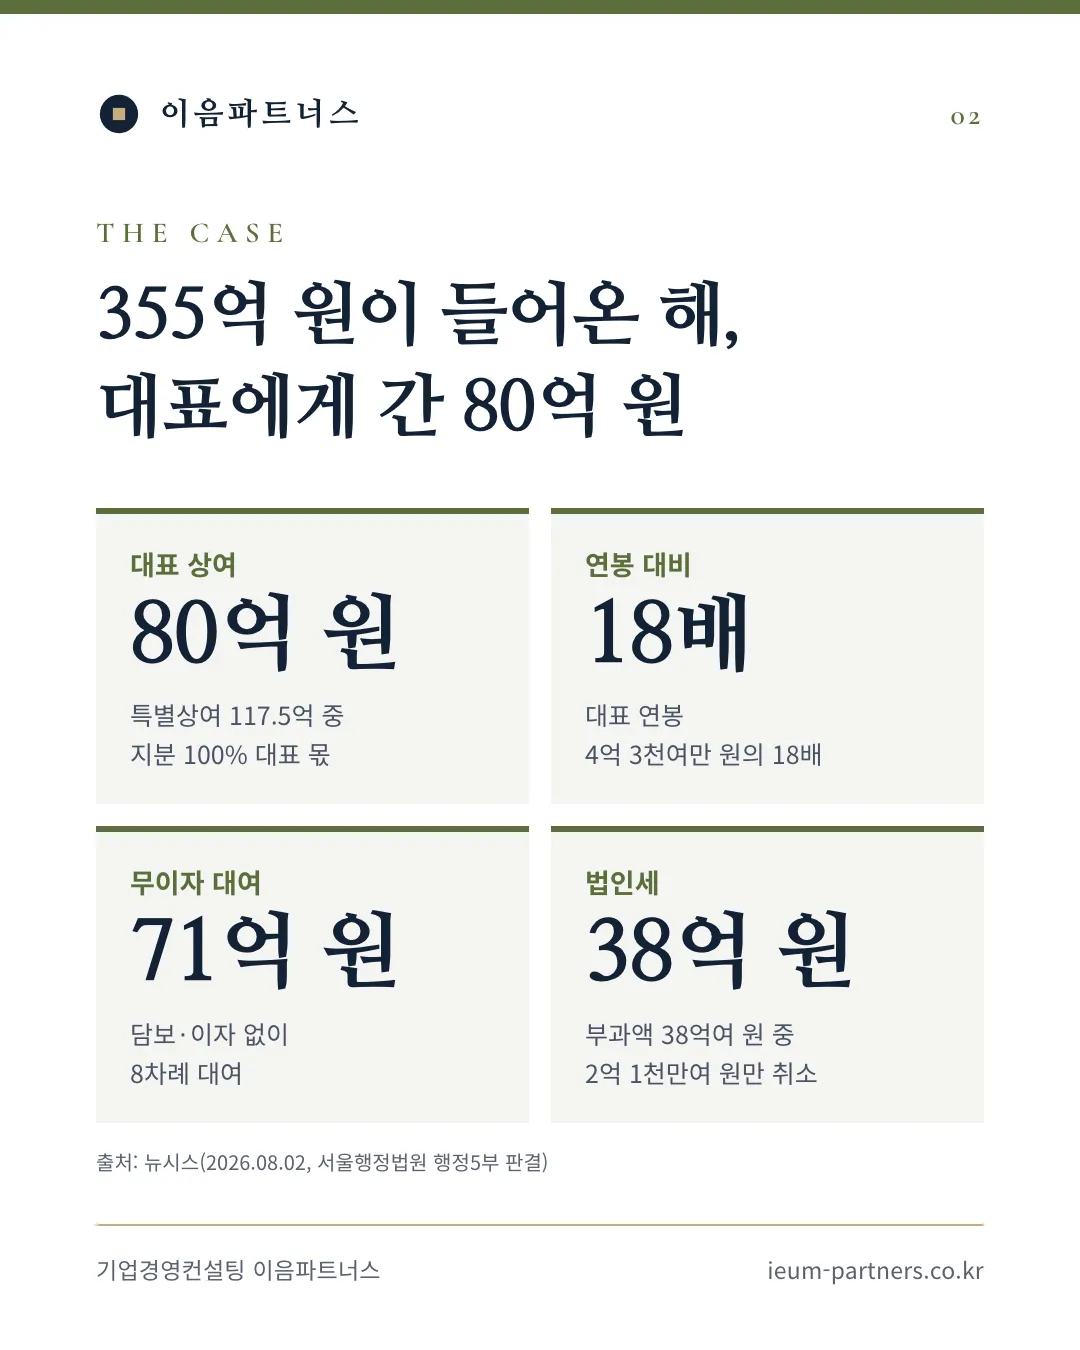 이음파트너스
02
THE CASE
355억 원이 들어온 해,
대표에게 간 80억 원
대표 상여
80억 원
특별상여 117.5억 중
지분 100% 대표 몫
연봉 대비
18배
대표 연봉
4억 3천여만 원의 18배
무이자 대여
71억 원
담보·이자 없이
8차례 대여
법인세
38억 원
부과액 38억여 원 중
2억 1천만여 원만 취소
출처: 뉴시스(2026.08.02, 서울행정법원 행정5부 판결)
기업경영컨설팅 이음파트너스
ieum-partners.co.kr